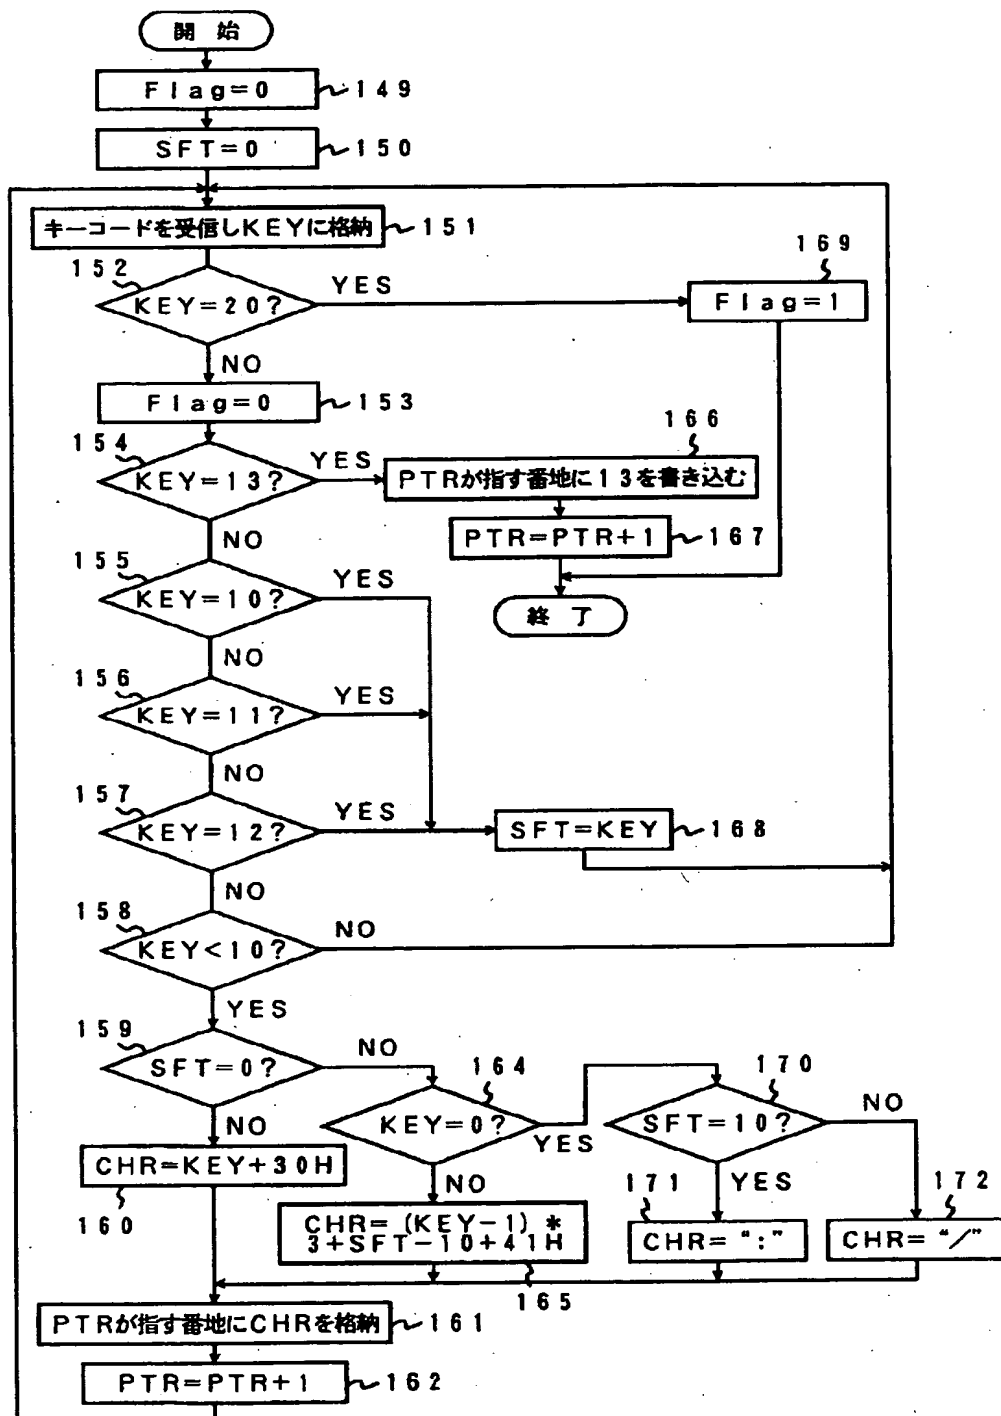 開 始
Flag=0 149
SFT=0 150
キーコードを受信しKEYに格納 151
152
KEY=20?
YES
169
Flag=1
NO
Flag=0 153
154
KEY=13?
YES
166
PTRが指す番地に13を書き込む
PTR=PTR+1 167
終 了
NO
155
KEY=10?
YES
NO
156
KEY=11?
YES
NO
157
KEY=12?
YES
SFT=KEY 168
NO
158
KEY<10?
NO
YES
159
SFT=0?
NO
164
KEY=0?
YES
170
SFT=10?
NO
NO
CHR=KEY+30H
160
NO
CHR=(KEY-1)*
3+SFT-10+41H
165
YES
171
CHR=“:”
172
CHR=“/”
PTRが指す番地にCHRを格納 161
PTR=PTR+1 162